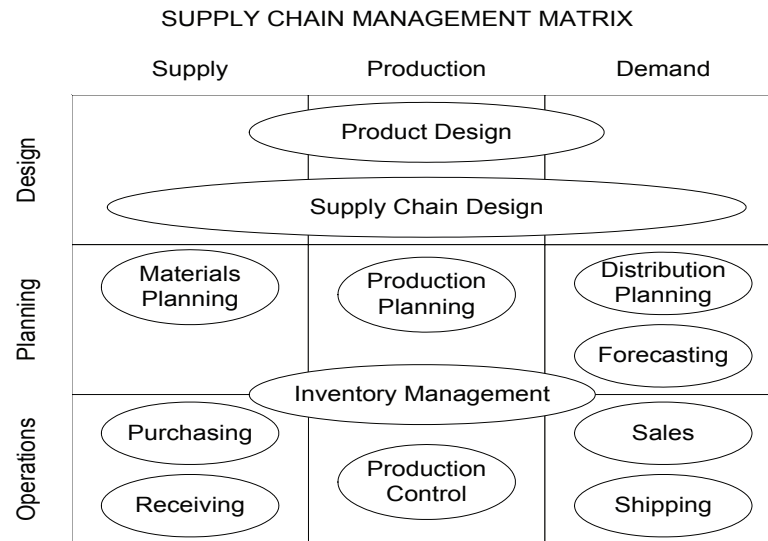 SUPPLY CHAIN MANAGEMENT MATRIX
Supply
Production
Demand
Design
Product Design
Supply Chain Design
Planning
Materials
Planning
Production
Planning
Distribution
Planning
Forecasting
Inventory Management
Operations
Purchasing
Sales
Receiving
Production
Control
Shipping